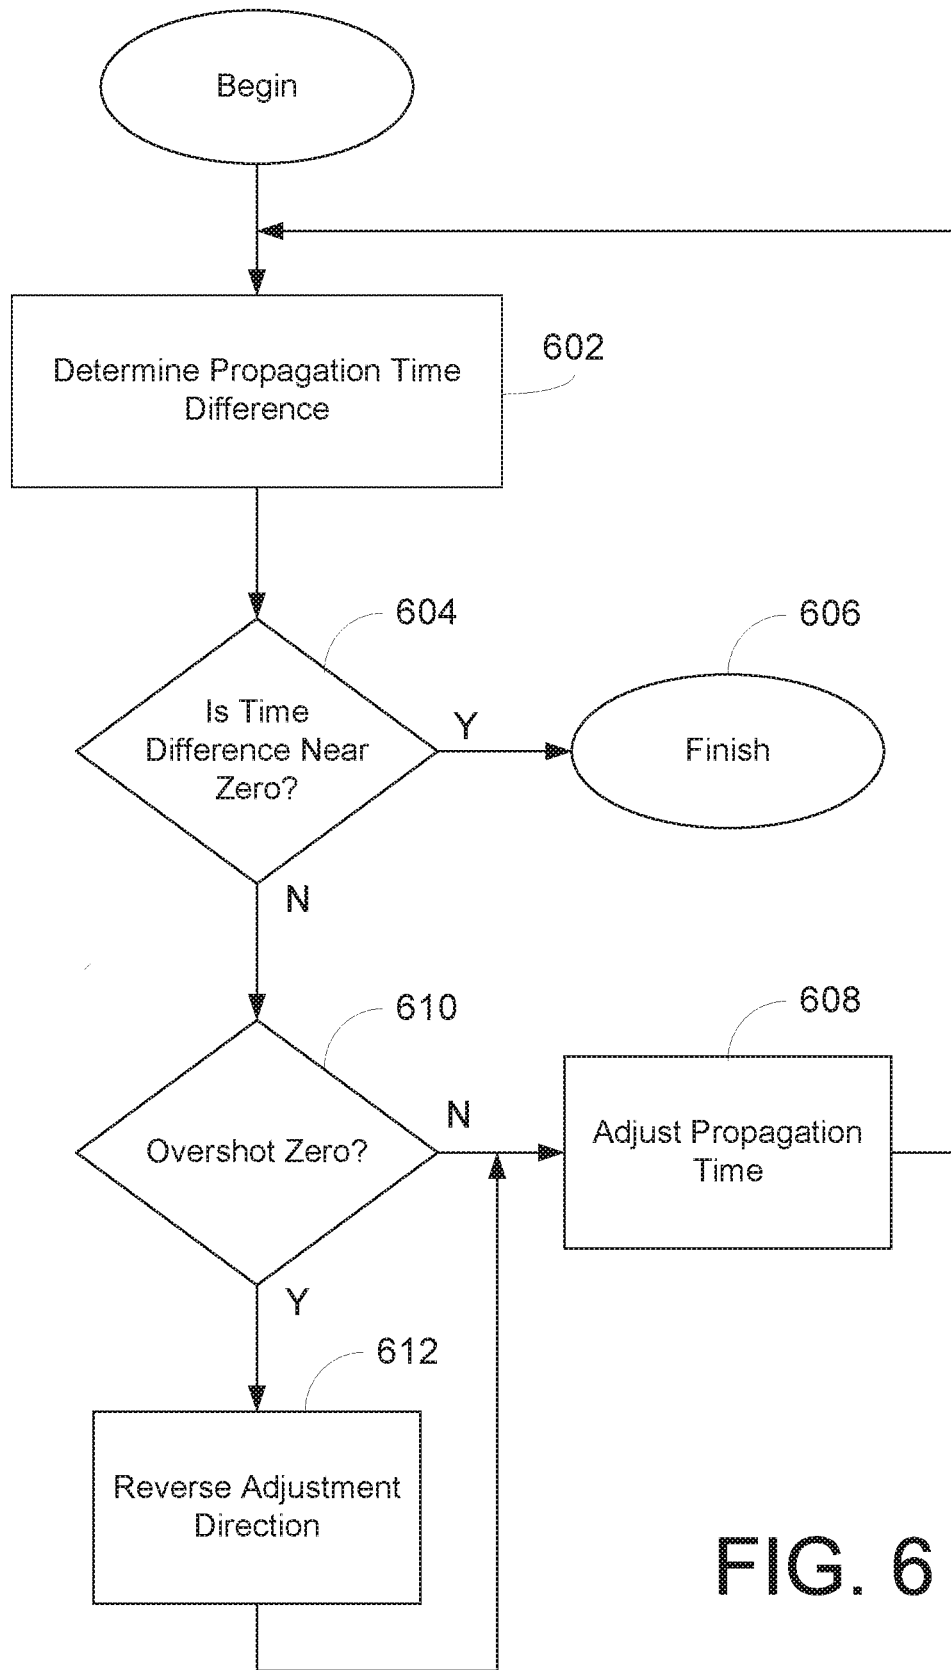 Begin
602
Determine Propagation Time
Difference
604
606
Is Time
Difference Near
Zero?
Y
Finish
N
610
608
Overshot Zero?
N
Adjust Propagation
Time
Y
612
Reverse Adjustment
Direction
FIG. 6